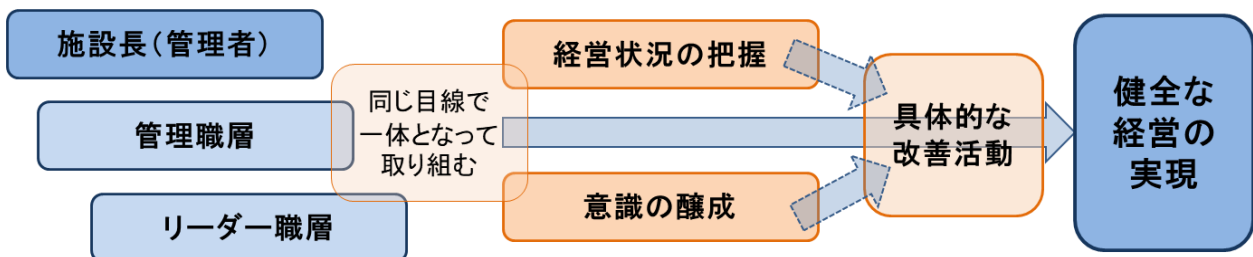 施設長（管理者）
管理職層
リーダー職層
同じ目線で
一体となって
取り組む
経営状況の把握
意識の醸成
具体的な
改善活動
健全な
経営の
実現